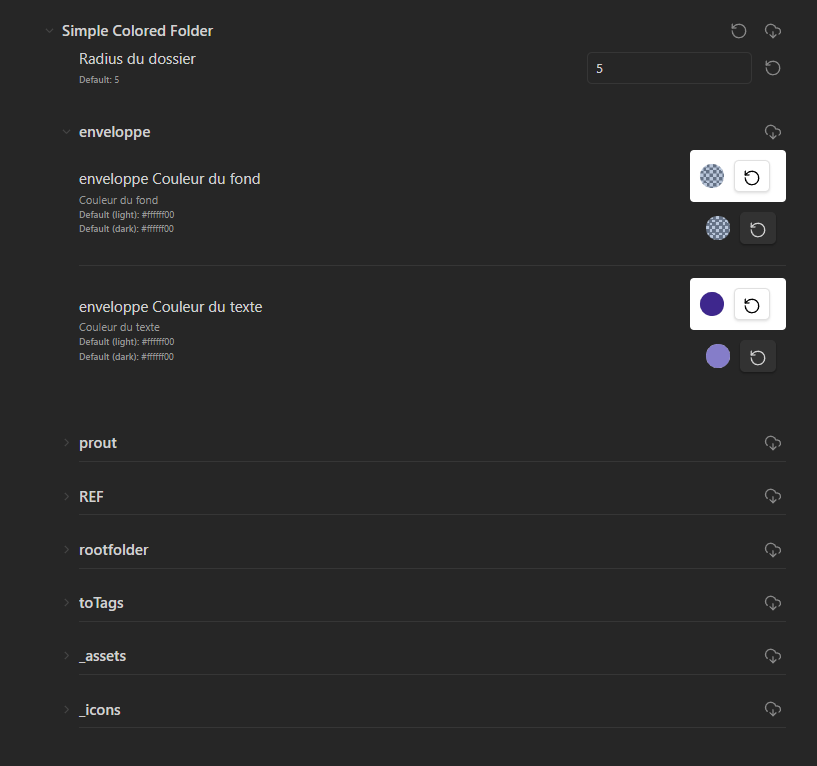 Simple Colored Folder
Radius du dossier
Default: 5
5
enveloppe
enveloppe Couleur du fond
Couleur du fond
Default (light): #ffffff00
Default (dark): #ffffff00
enveloppe Couleur du texte
Couleur du texte
Default (light): #ffffff00
Default (dark): #ffffff00
prout
REF
rootfolder
toTags
_assets
_icons